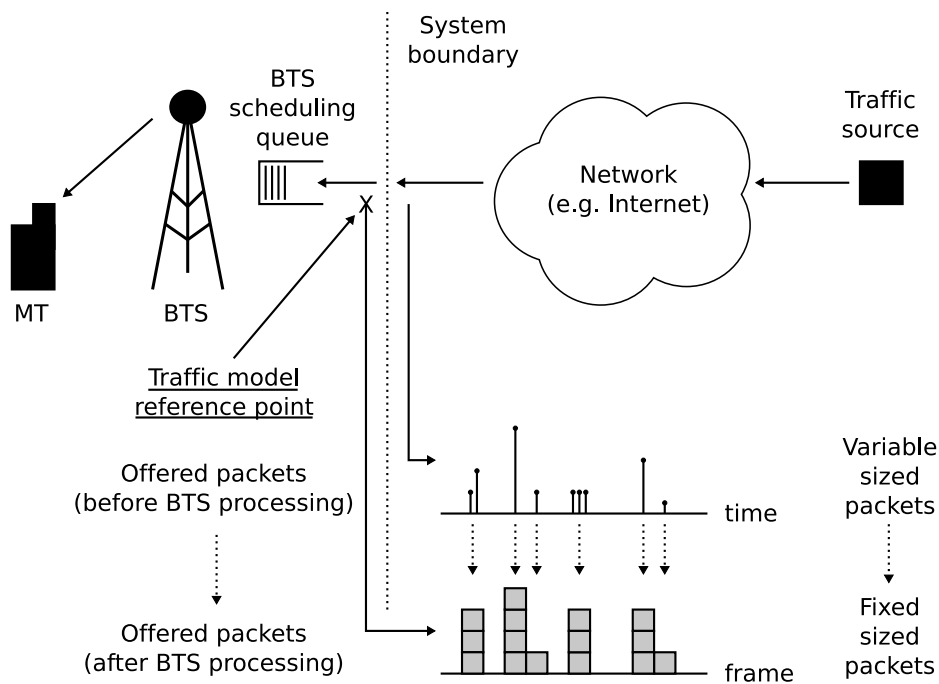 System
boundary
BTS
scheduling
queue
Traffic
source
Network
(e.g. Internet)
X
MT
BTS
Traffic model
reference point
Offered packets
(before BTS processing)
Variable
sized
packets
time
Offered packets
(after BTS processing)
Fixed
sized
packets
frame